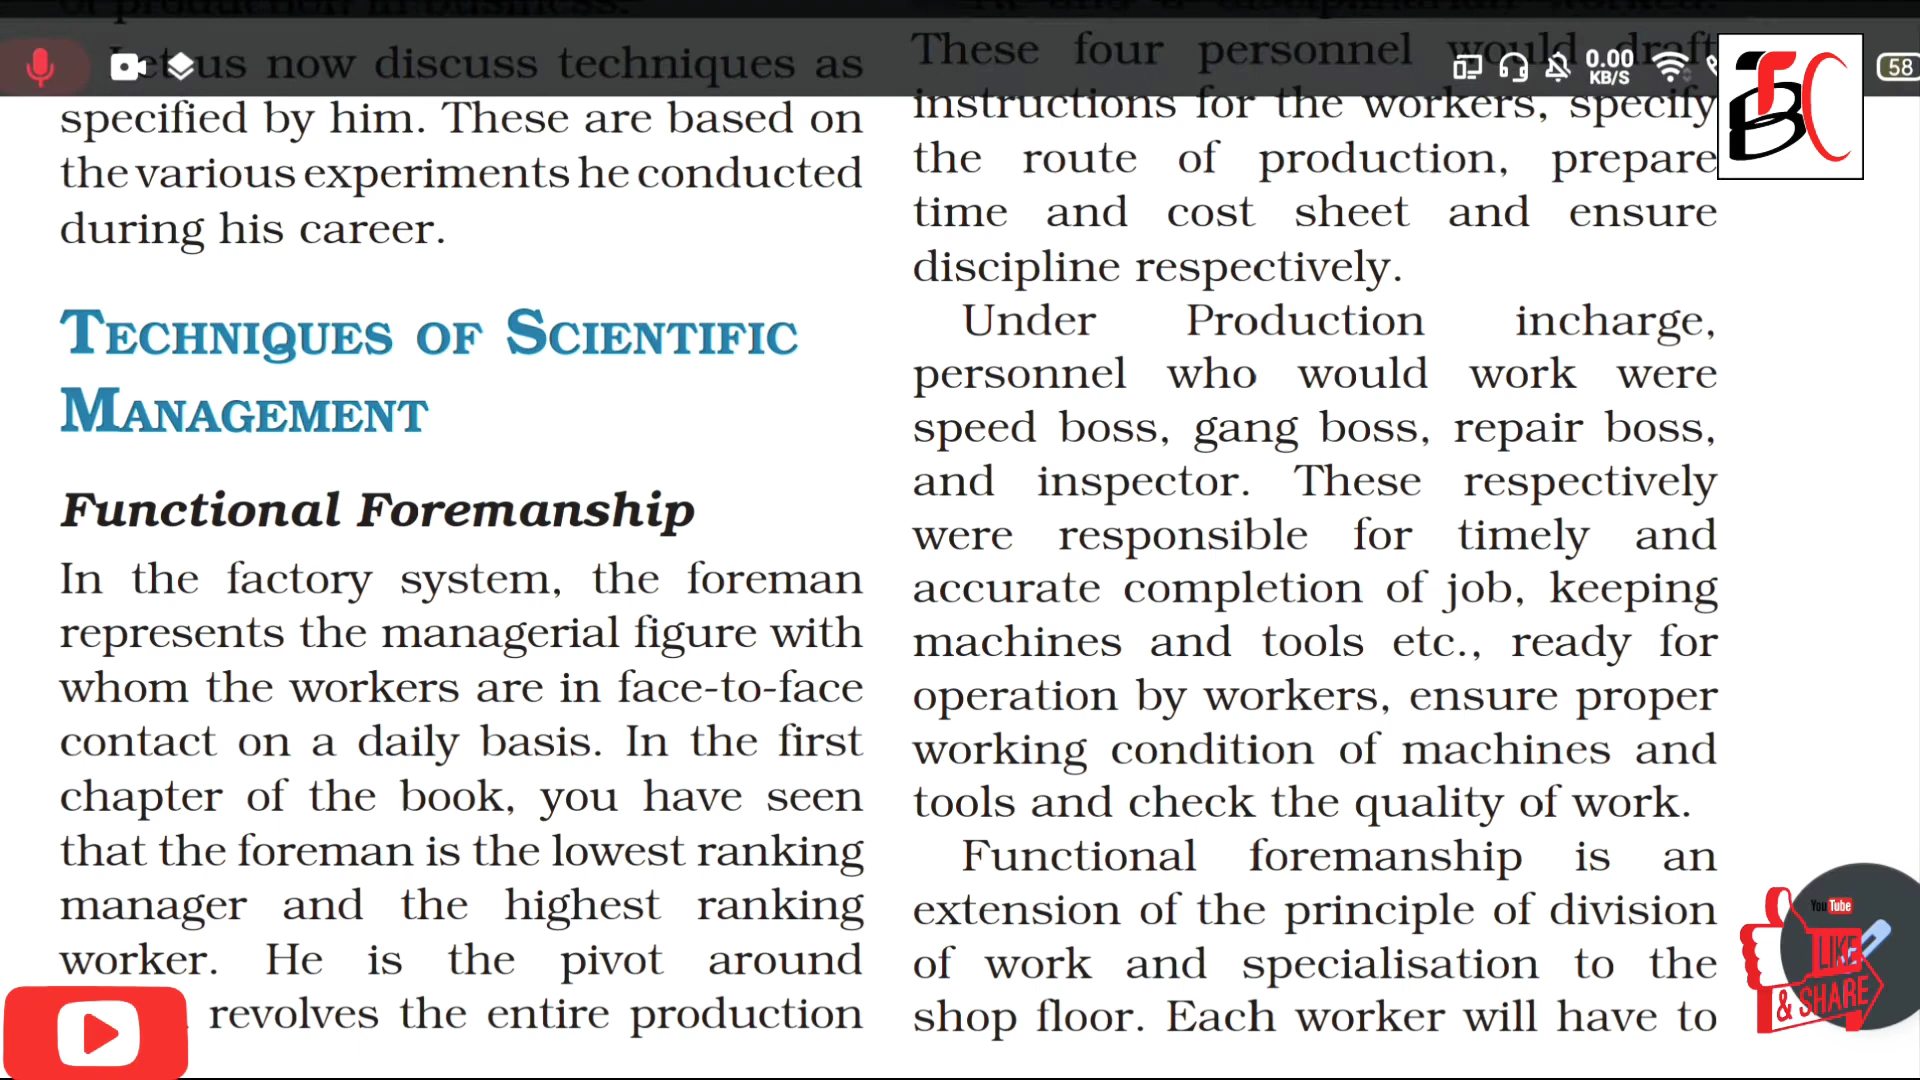 of production in business.
Let us now discuss techniques as
specified by him. These are based on
the various experiments he conducted
during his career.
TECHNIQUES OF SCIENTIFIC
MANAGEMENT
Functional Foremanship
In the factory system, the foreman
represents the managerial figure with
whom the workers are in face-to-face
contact on a daily basis. In the first
chapter of the book, you have seen
that the foreman is the lowest ranking
manager and the highest ranking
worker. He is the pivot around
revolves the entire production
These four personnel would draft
instructions for the workers, specify
the route of production, prepare
time and cost sheet and ensure
discipline respectively.
Under Production incharge,
personnel who would work were
speed boss, gang boss, repair boss,
and inspector. These respectively
were responsible for timely and
accurate completion of job, keeping
machines and tools etc., ready for
operation by workers, ensure proper
working condition of machines and
tools and check the quality of work.
Functional foremanship is an
extension of the principle of division
of work and specialisation to the
shop floor. Each worker will have to
0.00
KB/S
58
TBC
YouTube
LIKE
& SHARE